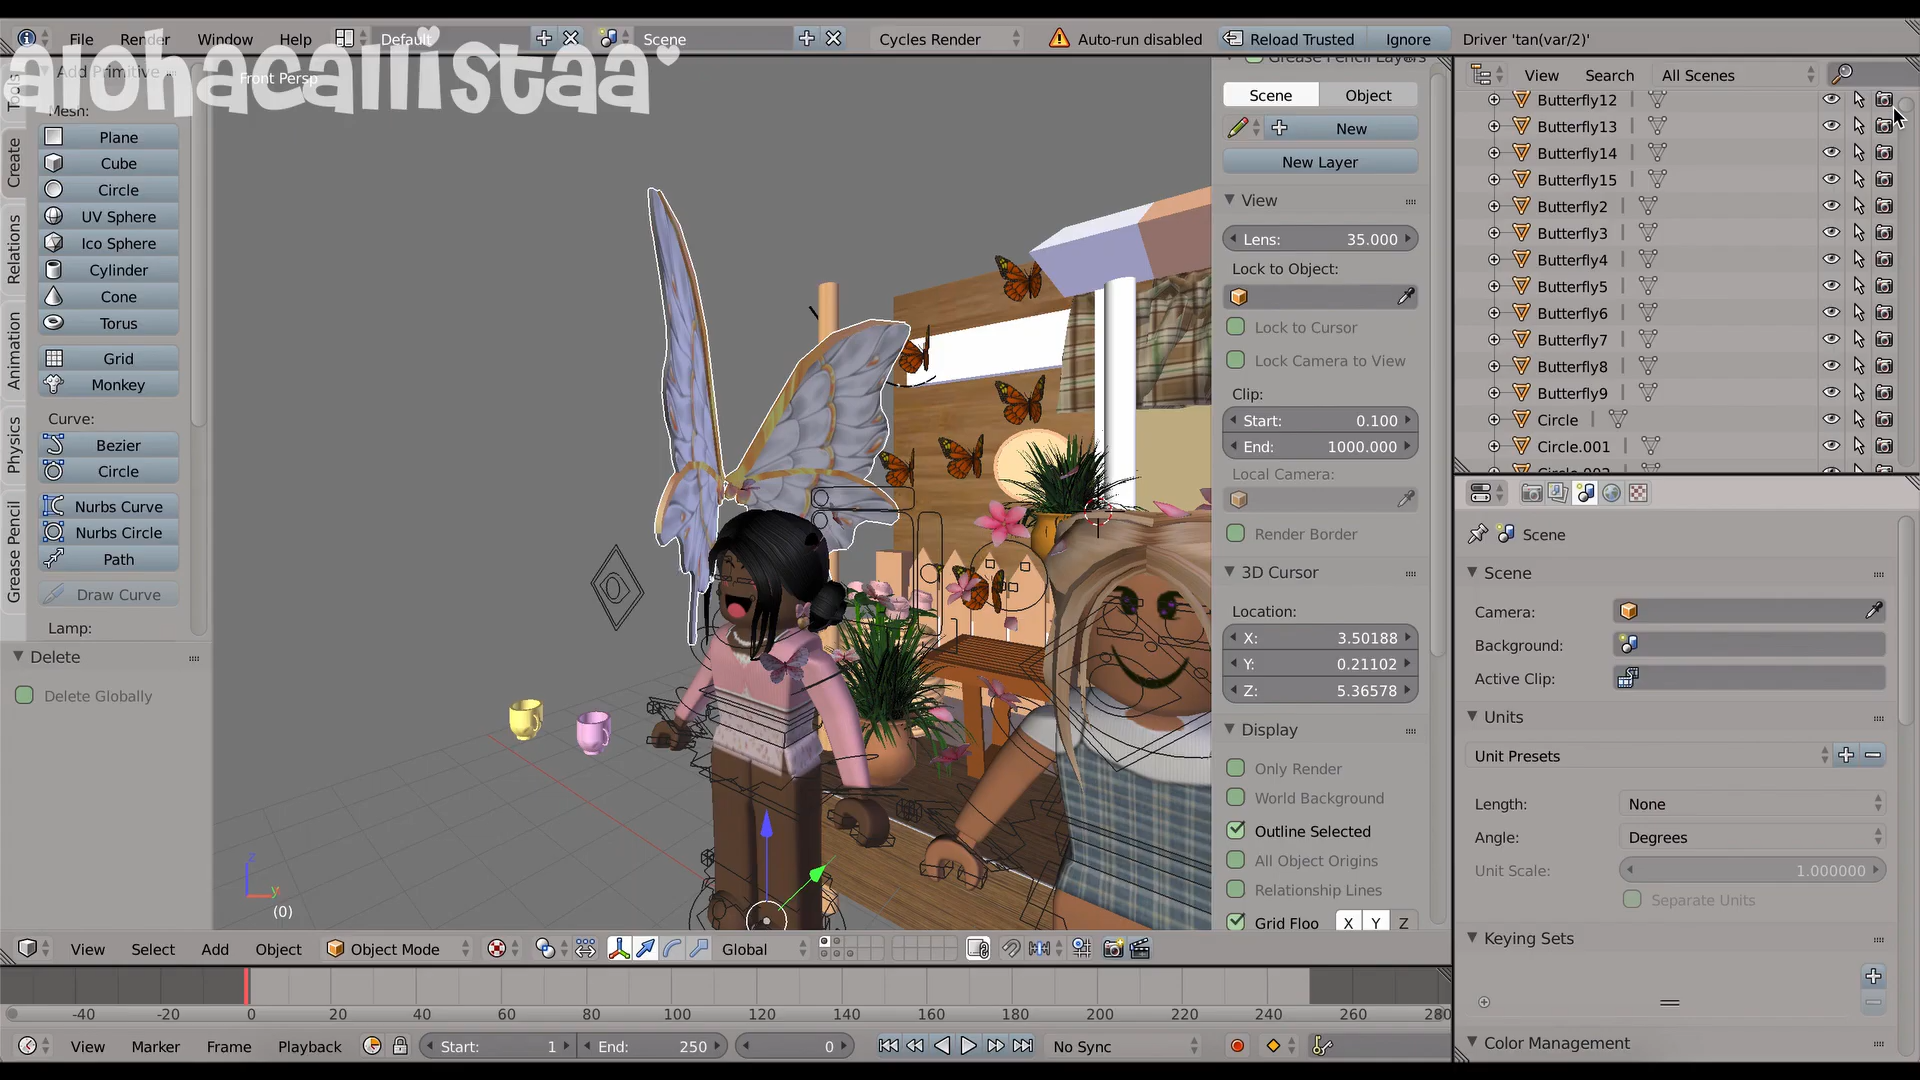 File Render Window Help Default Scene Cycles Render Auto-run disabled Reload Trusted Ignore Driver 'tan(var/2)'
alohacallistaa
Add Primitive
Front Persp
Mesh:
Plane
Cube
Circle
UV Sphere
Ico Sphere
Cylinder
Cone
Torus
Grid
Monkey
Curve:
Bezier
Circle
Nurbs Curve
Nurbs Circle
Path
Draw Curve
Lamp:
Tools
Create
Relations
Animation
Physics
Grease Pencil
Delete
Delete Globally
(0)
z
y
Grease Pencil Layers
Scene Object
New
New Layer
View
Lens: 35.000
Lock to Object:
Lock to Cursor
Lock Camera to View
Clip:
Start: 0.100
End: 1000.000
Local Camera:
Render Border
3D Cursor
Location:
X: 3.50188
Y: 0.21102
Z: 5.36578
Display
Only Render
World Background
Outline Selected
All Object Origins
Relationship Lines
Grid Floo X Y Z
View Search All Scenes
Butterfly12
Butterfly13
Butterfly14
Butterfly15
Butterfly2
Butterfly3
Butterfly4
Butterfly5
Butterfly6
Butterfly7
Butterfly8
Butterfly9
Circle
Circle.001
Circle.002
Scene
Scene
Camera:
Background:
Active Clip:
Units
Unit Presets
Length: None
Angle: Degrees
Unit Scale: 1.000000
Separate Units
Keying Sets
Color Management
View Select Add Object Object Mode Global
-40 -20 0 20 40 60 80 100 120 140 160 180 200 220 240 260 280
View Marker Frame Playback Start: 1 End: 250 0 No Sync